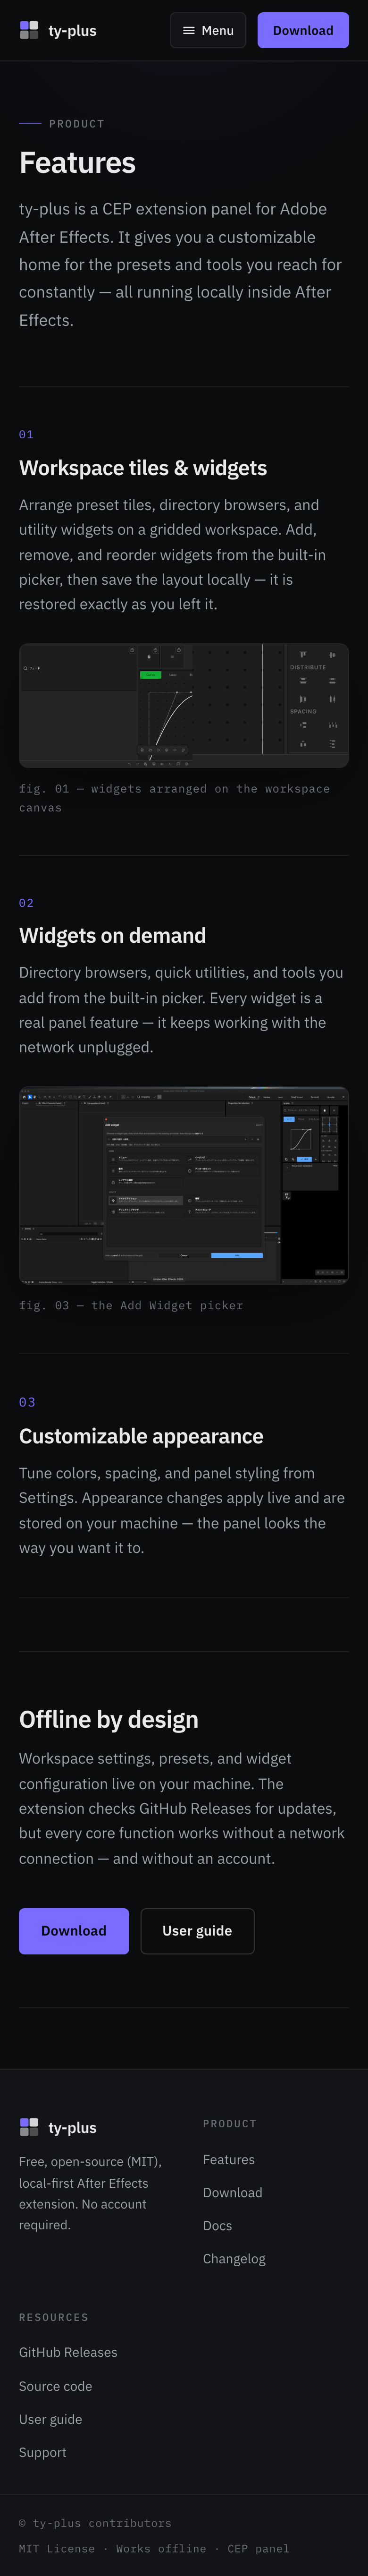 ty-plus
Menu
Download
PRODUCT
Features
ty-plus is a CEP extension panel for Adobe
After Effects. It gives you a customizable
home for the presets and tools you reach for
constantly — all running locally inside After
Effects.
01
Workspace tiles & widgets
Arrange preset tiles, directory browsers, and
utility widgets on a gridded workspace. Add,
remove, and reorder widgets from the built-in
picker, then save the layout locally — it is
restored exactly as you left it.
DISTRIBUTE
SPACING
fig. 01 — widgets arranged on the workspace
canvas
02
Widgets on demand
Directory browsers, quick utilities, and tools you
add from the built-in picker. Every widget is a
real panel feature — it keeps working with the
network unplugged.
fig. 03 — the Add Widget picker
03
Customizable appearance
Tune colors, spacing, and panel styling from
Settings. Appearance changes apply live and are
stored on your machine — the panel looks the
way you want it to.
Offline by design
Workspace settings, presets, and widget
configuration live on your machine. The
extension checks GitHub Releases for updates,
but every core function works without a network
connection — and without an account.
Download
User guide
ty-plus
Free, open-source (MIT),
local-first After Effects
extension. No account
required.
PRODUCT
Features
Download
Docs
Changelog
RESOURCES
GitHub Releases
Source code
User guide
Support
© ty-plus contributors
MIT License · Works offline · CEP panel